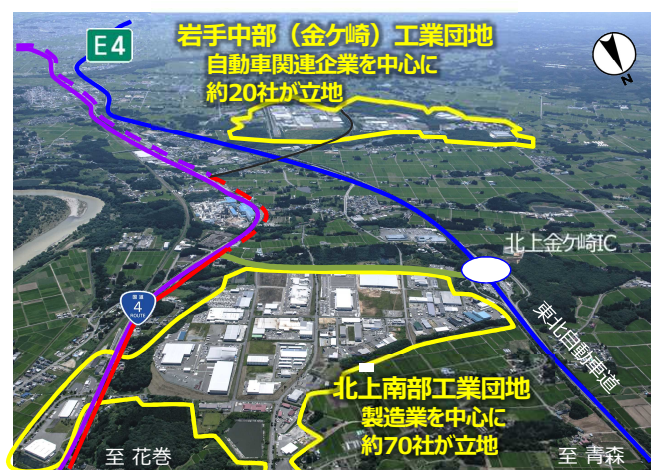 E4
岩手中部（金ケ崎）工業団地
自動車関連企業を中心に
約20社が立地
N
北上金ケ崎IC
国道
4
ROUTE
東北自動車道
北上南部工業団地
製造業を中心に
約70社が立地
至 花巻
至 青森